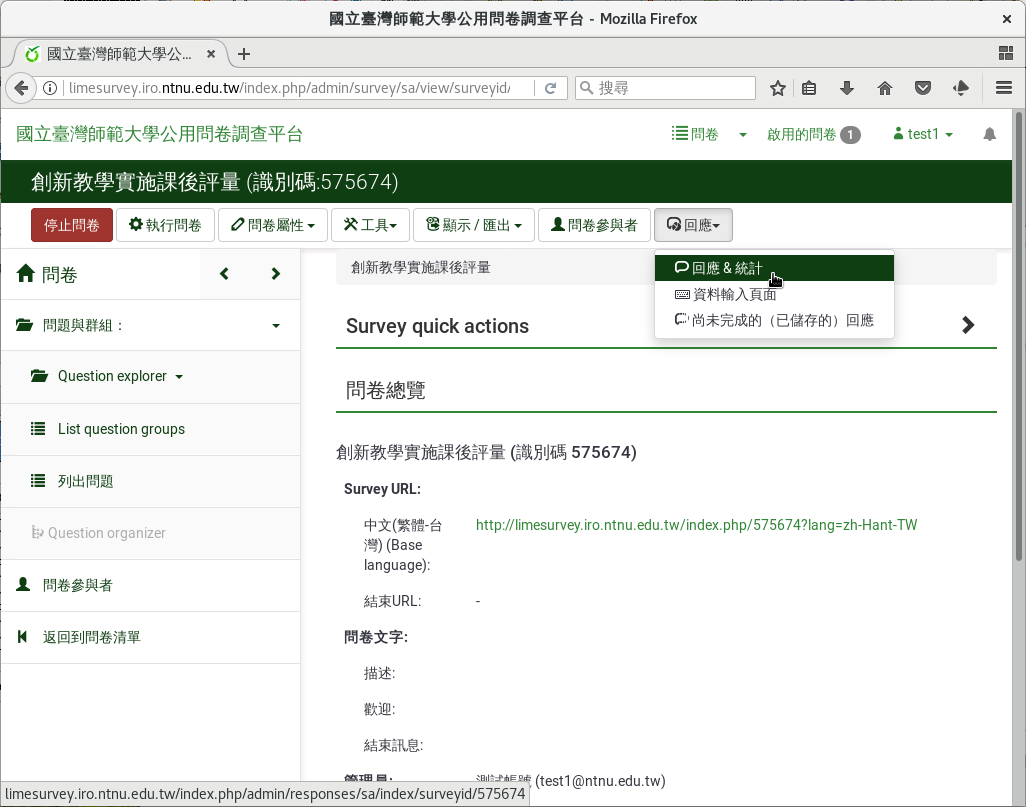 國立臺灣師範大學公用問卷調查平台 - Mozilla Firefox
國立臺灣師範大學公...
limesurvey.iro.ntnu.edu.tw/index.php/admin/survey/sa/view/surveyid/
搜尋
國立臺灣師範大學公用問卷調查平台
問卷
啟用的問卷 1
test1
創新教學實施課後評量 (識別碼:575674)
停止問卷
執行問卷
問卷屬性
工具
顯示 / 匯出
問卷參與者
回應
問卷
創新教學實施課後評量
回應 & 統計
資料輸入頁面
尚未完成的（已儲存的）回應
問題與群組：
Survey quick actions
Question explorer
問卷總覽
List question groups
創新教學實施課後評量 (識別碼 575674)
列出問題
Survey URL:
Question organizer
中文(繁體-台
灣) (Base
language):
http://limesurvey.iro.ntnu.edu.tw/index.php/575674?lang=zh-Hant-TW
問卷參與者
結束URL:
-
返回到問卷清單
問卷文字:
描述:
歡迎:
結束訊息:
管理員:
測試帳號 (test1@ntnu.edu.tw)
limesurvey.iro.ntnu.edu.tw/index.php/admin/responses/sa/index/surveyid/575674